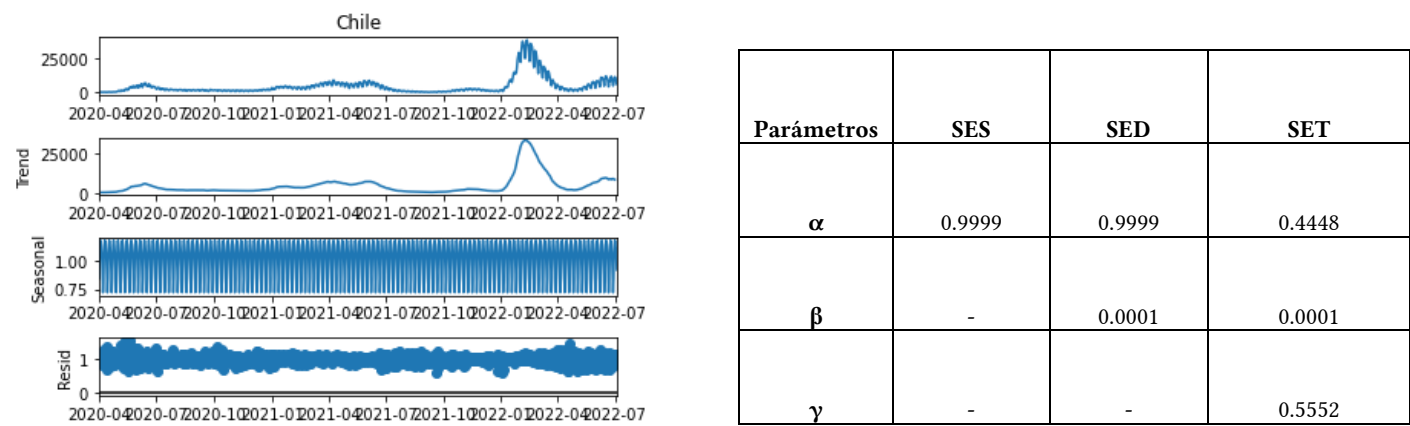 Chile
25000
0
2020-04 2020-07 2020-10 2021-01 2021-04 2021-07 2021-10 2022-01 2022-04 2022-07
Trend
25000
0
2020-04 2020-07 2020-10 2021-01 2021-04 2021-07 2021-10 2022-01 2022-04 2022-07
Seasonal
1.00
0.75
2020-04 2020-07 2020-10 2021-01 2021-04 2021-07 2021-10 2022-01 2022-04 2022-07
Resid
1
0
2020-04 2020-07 2020-10 2021-01 2021-04 2021-07 2021-10 2022-01 2022-04 2022-07
Parámetros SES SED SET
α 0.9999 0.9999 0.4448
β - 0.0001 0.0001
γ - - 0.5552